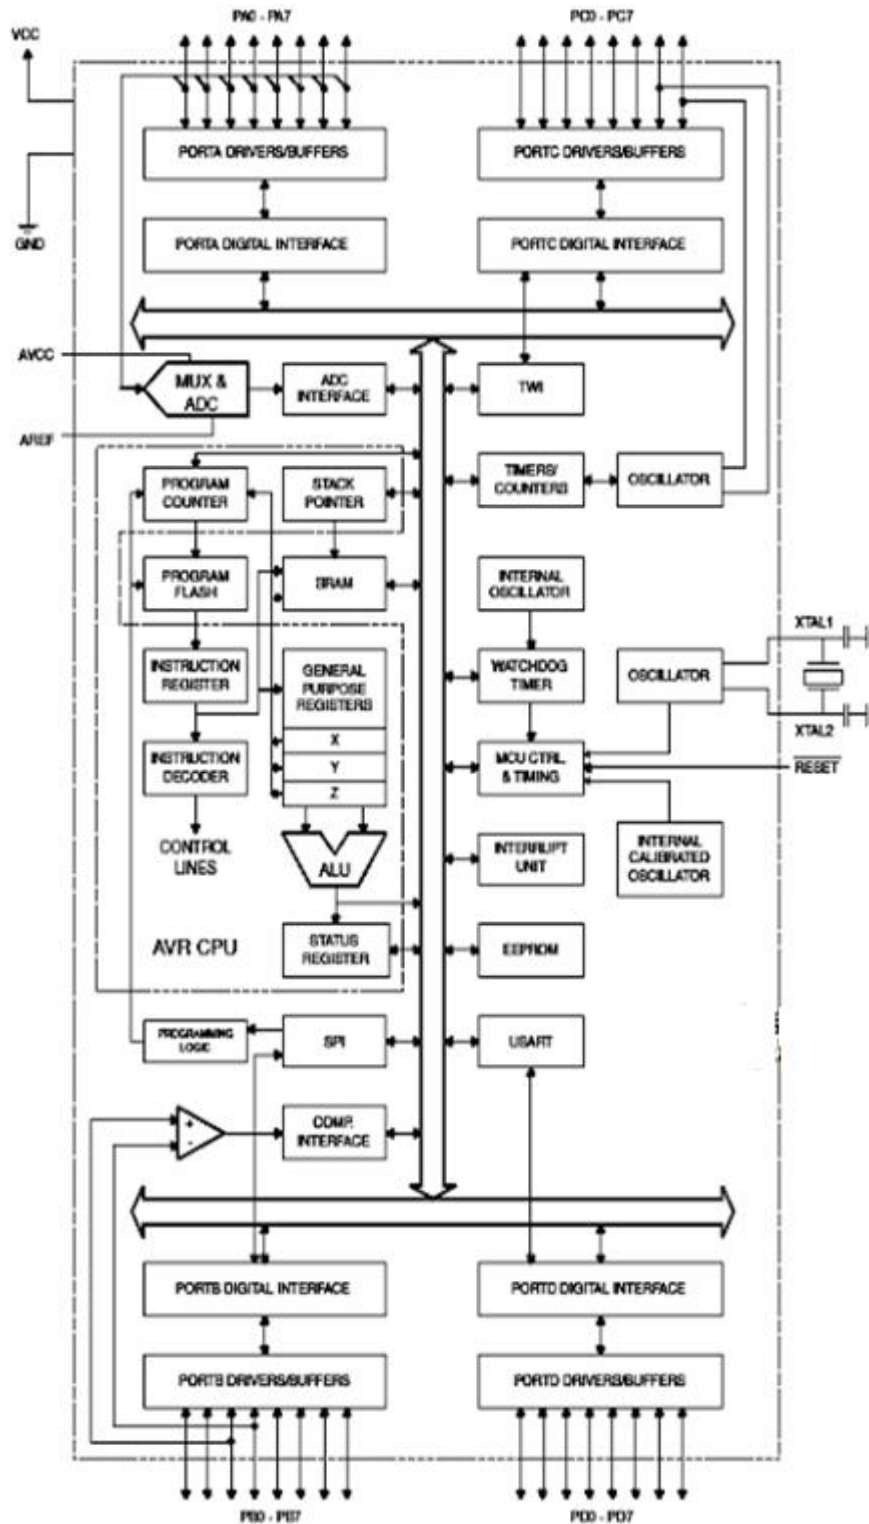 PA0 - PA7
PC0 - PC7
VCC
PORTA DRIVERS/BUFFERS
PORTC DRIVERS/BUFFERS
GND
PORTA DIGITAL INTERFACE
PORTC DIGITAL INTERFACE
AVCC
MUX &
ADC
ADC
INTERFACE
TWI
AREF
PROGRAM
COUNTER
STACK
POINTER
TIMERS/
COUNTERS
OSCILLATOR
PROGRAM
FLASH
SRAM
INTERNAL
OSCILLATOR
XTAL1
INSTRUCTION
REGISTER
GENERAL
PURPOSE
REGISTERS
WATCHDOG
TIMER
OSCILLATOR
XTAL2
X
INSTRUCTION
DECODER
Y
MCU CTRL
& TIMING
RESET
Z
CONTROL
LINES
ALU
INTERRUPT
UNIT
INTERNAL
CALIBRATED
OSCILLATOR
AVR CPU
STATUS
REGISTER
EEPROM
PROGRAMMING
LOGIC
SPI
USART
+
-
COMP.
INTERFACE
PORTB DIGITAL INTERFACE
PORTD DIGITAL INTERFACE
PORTB DRIVERS/BUFFERS
PORTD DRIVERS/BUFFERS
PB0 - PB7
PD0 - PD7